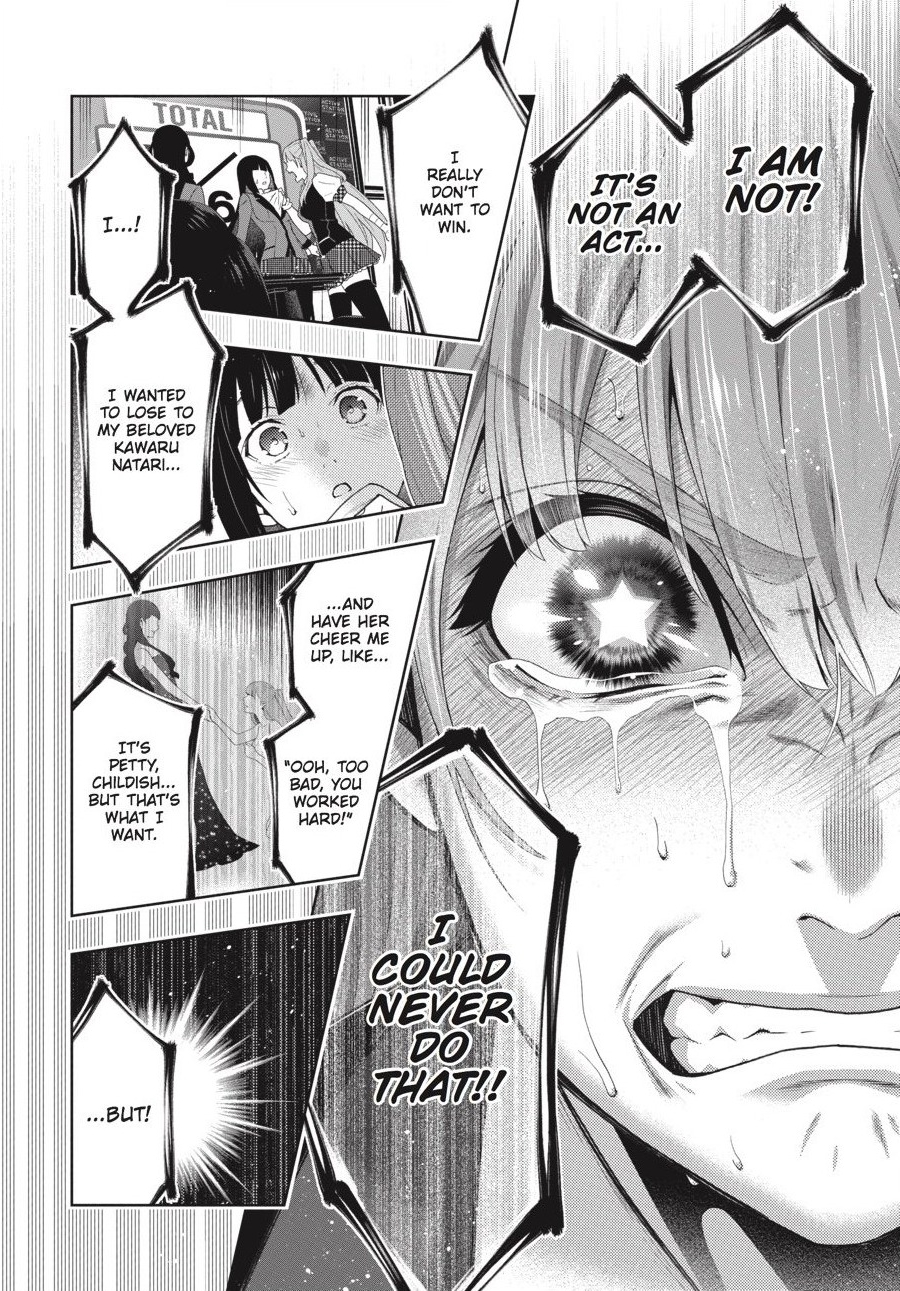 I AM
NOT!
IT'S
NOT AN
ACT...
I
REALLY
DON'T
WANT TO
WIN.
TOTAL
6
I...!
I WANTED
TO LOSE TO
MY BELOVED
KAWARU
NATARI...
...AND
HAVE HER
CHEER ME
UP, LIKE...
"OOH, TOO
BAD, YOU
WORKED
HARD!"
IT'S
PETTY,
CHILDISH...
BUT THAT'S
WHAT I
WANT.
...BUT!
I
COULD
NEVER
DO
THAT!!